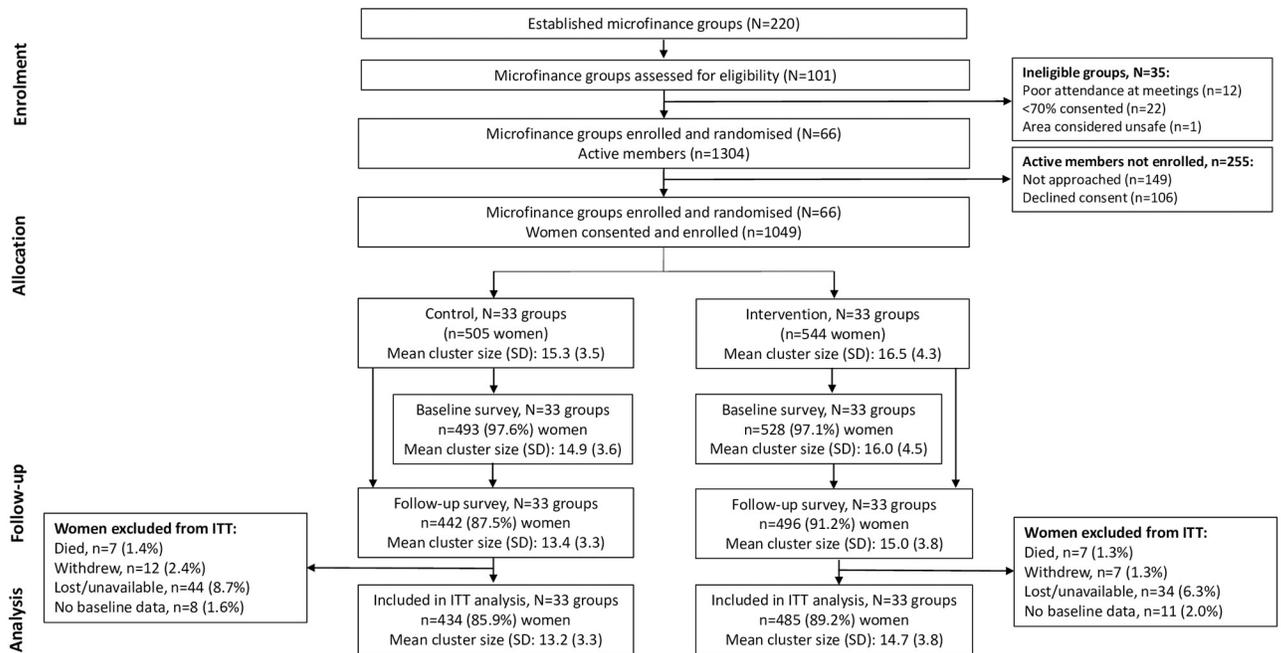 Enrolment
Established microfinance groups (N=220)
Microfinance groups assessed for eligibility (N=101)
Ineligible groups, N=35:
Poor attendance at meetings (n=12)
<70% consented (n=22)
Area considered unsafe (n=1)
Microfinance groups enrolled and randomised (N=66)
Active members (n=1304)
Active members not enrolled, n=255:
Not approached (n=149)
Declined consent (n=106)
Allocation
Microfinance groups enrolled and randomised (N=66)
Women consented and enrolled (n=1049)
Control, N=33 groups
(n=505 women)
Mean cluster size (SD): 15.3 (3.5)
Intervention, N=33 groups
(n=544 women)
Mean cluster size (SD): 16.5 (4.3)
Baseline survey, N=33 groups
n=493 (97.6%) women
Mean cluster size (SD): 14.9 (3.6)
Baseline survey, N=33 groups
n=528 (97.1%) women
Mean cluster size (SD): 16.0 (4.5)
Follow-up
Follow-up survey, N=33 groups
n=442 (87.5%) women
Mean cluster size (SD): 13.4 (3.3)
Follow-up survey, N=33 groups
n=496 (91.2%) women
Mean cluster size (SD): 15.0 (3.8)
Women excluded from ITT:
Died, n=7 (1.4%)
Withdrew, n=12 (2.4%)
Lost/unavailable, n=44 (8.7%)
No baseline data, n=8 (1.6%)
Women excluded from ITT:
Died, n=7 (1.3%)
Withdrew, n=7 (1.3%)
Lost/unavailable, n=34 (6.3%)
No baseline data, n=11 (2.0%)
Analysis
Included in ITT analysis, N=33 groups
n=434 (85.9%) women
Mean cluster size (SD: 13.2 (3.3)
Included in ITT analysis, N=33 groups
n=485 (89.2%) women
Mean cluster size (SD): 14.7 (3.8)